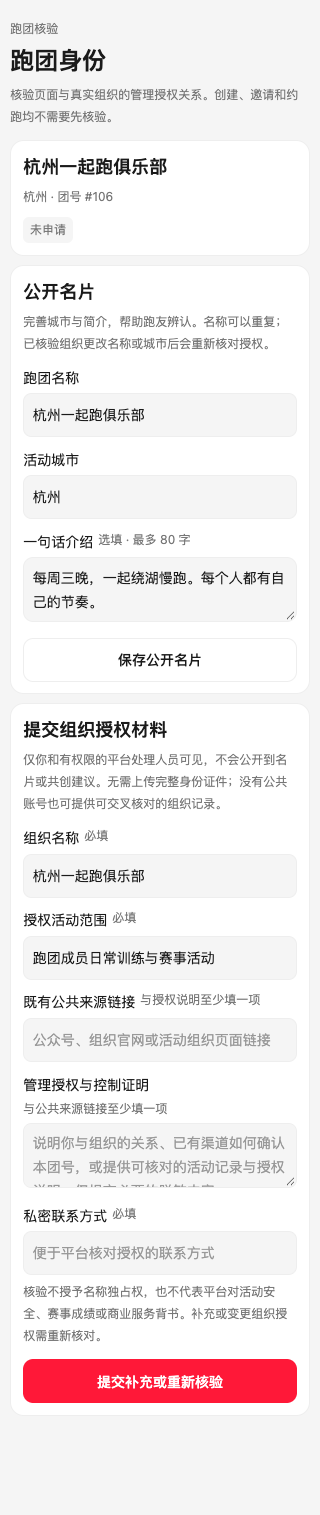 跑团核验
跑团身份
核验页面与真实组织的管理授权关系。创建、邀请和约
跑均不需要先核验。
杭州一起跑俱乐部
杭州 · 团号 #106
未申请
公开名片
完善城市与简介，帮助跑友辨认。名称可以重复；
已核验组织更改名称或城市后会重新核对授权。
跑团名称
杭州一起跑俱乐部
活动城市
杭州
一句话介绍 选填 · 最多 80 字
每周三晚，一起绕湖慢跑。每个人都有自
己的节奏。
保存公开名片
提交组织授权材料
仅你和有权限的平台处理人员可见，不会公开到名
片或共创建议。无需上传完整身份证件；没有公共
账号也可提供可交叉核对的组织记录。
组织名称 必填
杭州一起跑俱乐部
授权活动范围 必填
跑团成员日常训练与赛事活动
既有公共来源链接 与授权说明至少填一项
公众号、组织官网或活动组织页面链接
管理授权与控制证明
与公共来源链接至少填一项
说明你与组织的关系、已有渠道如何确认
本团号，或提供可核对的活动记录与授权
私密联系方式 必填
便于平台核对授权的联系方式
核验不授予名称独占权，也不代表平台对活动安
全、赛事成绩或商业服务背书。补充或变更组织授
权需重新核对。
提交补充或重新核验